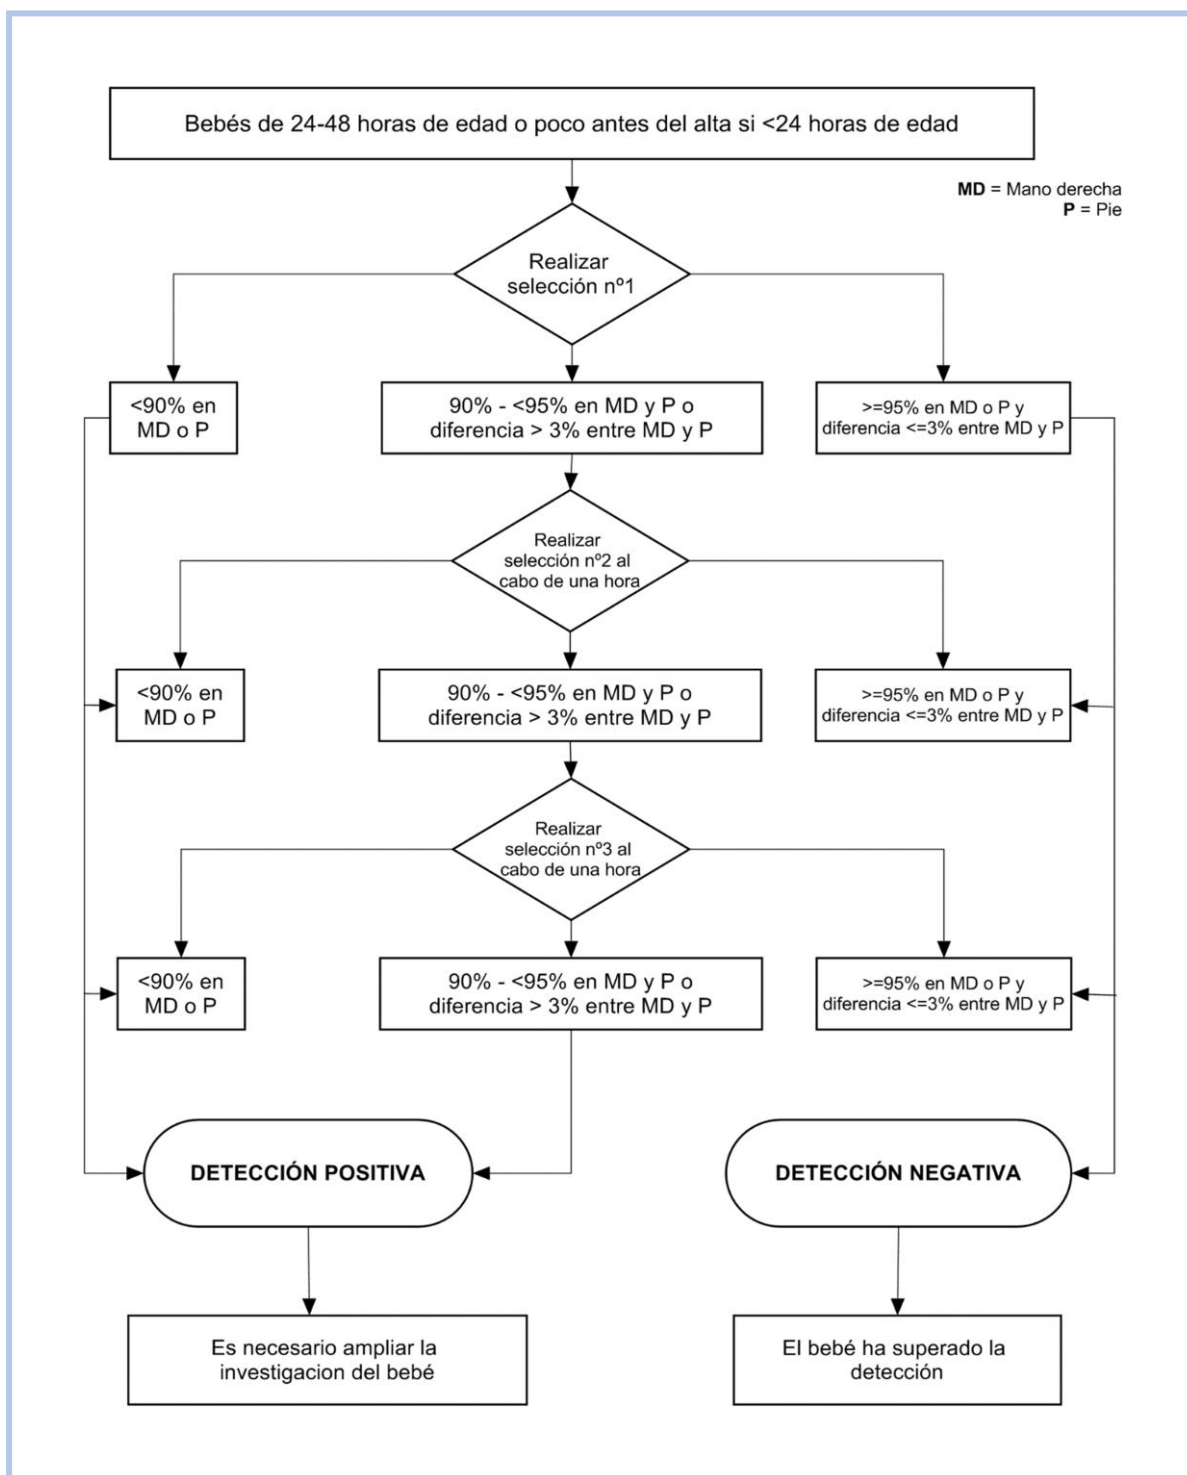 Bebés de 24-48 horas de edad o poco antes del alta si <24 horas de edad
MD = Mano derecha
P = Pie
Realizar
selección nº1
<90% en
MD o P
90% - <95% en MD y P o
diferencia > 3% entre MD y P
>=95% en MD o P y
diferencia <=3% entre MD y P
Realizar
selección nº2 al
cabo de una hora
<90% en
MD o P
90% - <95% en MD y P o
diferencia > 3% entre MD y P
>=95% en MD o P y
diferencia <=3% entre MD y P
Realizar
selección nº3 al
cabo de una hora
<90% en
MD o P
90% - <95% en MD y P o
diferencia > 3% entre MD y P
>=95% en MD o P y
diferencia <=3% entre MD y P
DETECCIÓN POSITIVA
DETECCIÓN NEGATIVA
Es necesario ampliar la
investigacion del bebé
El bebé ha superado la
detección